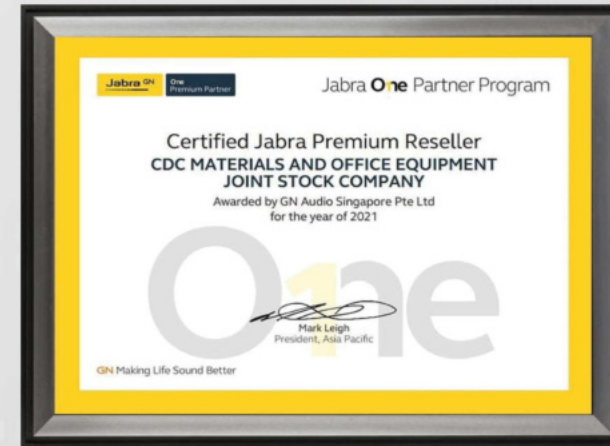 Jabra GN
One
Premium Partner
Jabra One Partner Program
Certified Jabra Premium Reseller
CDC MATERIALS AND OFFICE EQUIPMENT
JOINT STOCK COMPANY
Awarded by GN Audio Singapore Pte Ltd
for the year of 2021
One
Mark Leigh
President, Asia Pacific
GN Making Life Sound Better